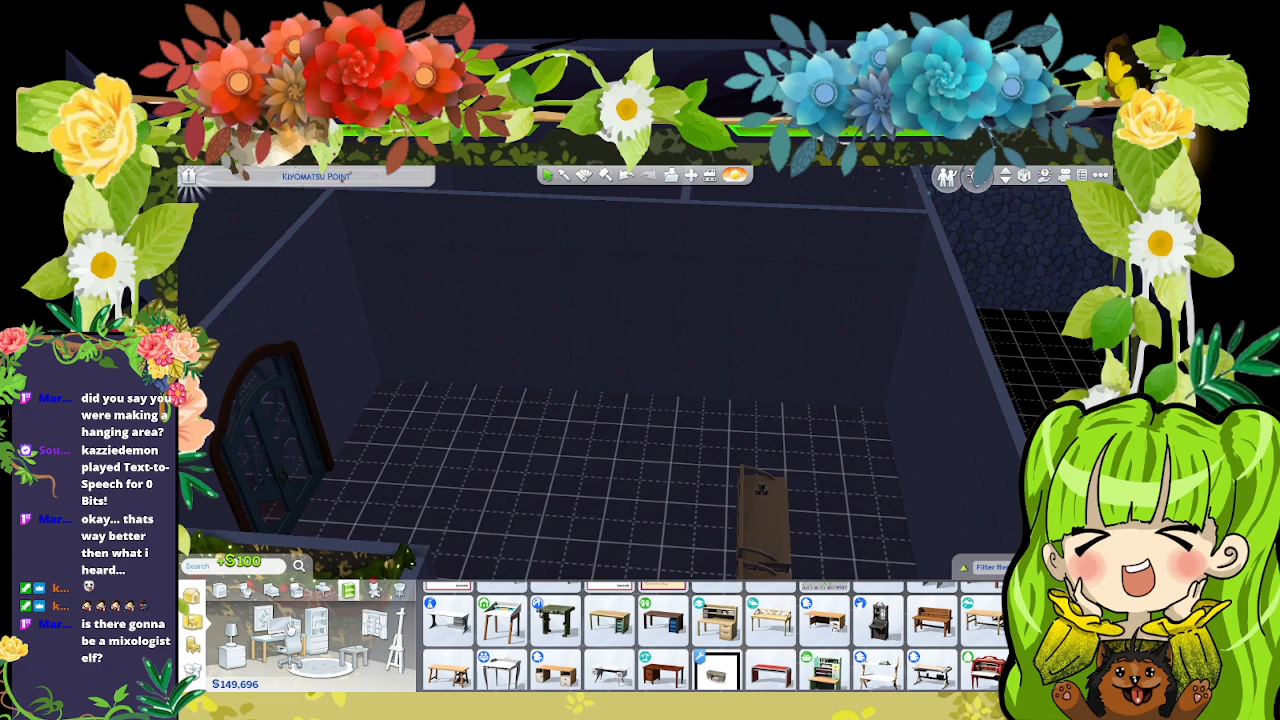 KIYOMATSU POINT
Mar... did you say you
were making a
hanging area?
Sou... kazziedemon
played Text-to-
Speech for 0
Bits!
Mar... okay... thats
way better
then what i
heard...
k...
k...
Mar... is there gonna
be a mixologist
elf?
Search
+$100
Filter Ite
$149,696